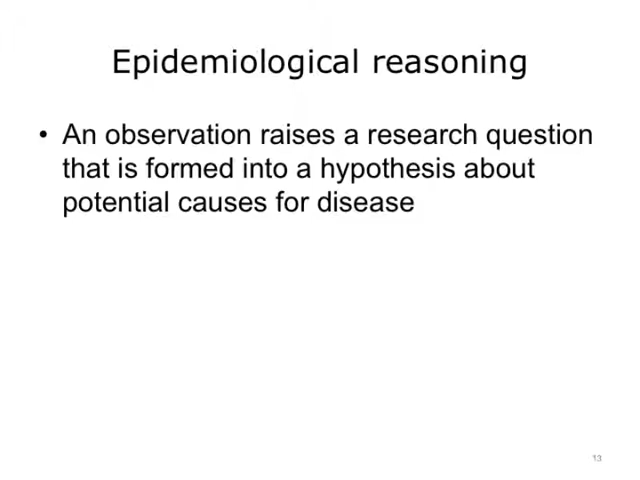 Epidemiological reasoning
• An observation raises a research question
that is formed into a hypothesis about
potential causes for disease
13